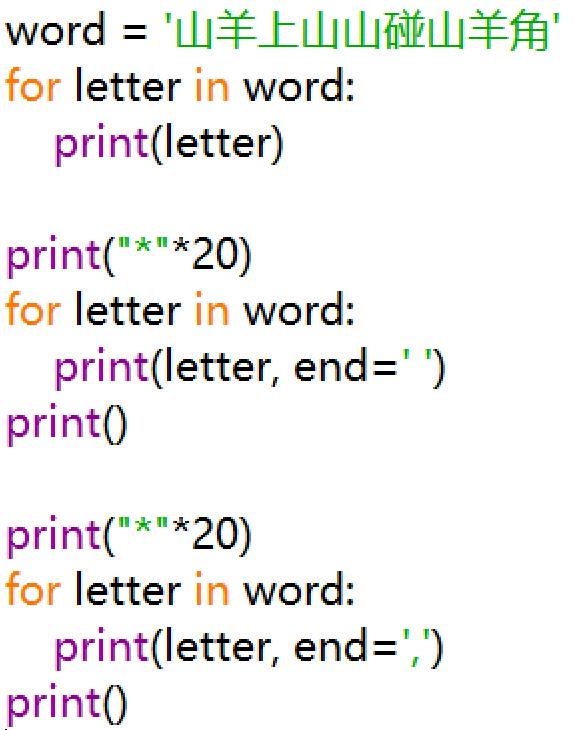 word = '山羊上山山碰山羊角'
for letter in word:
    print(letter)

print("*"*20)
for letter in word:
    print(letter, end=' ')
print()

print("*"*20)
for letter in word:
    print(letter, end=',')
print()